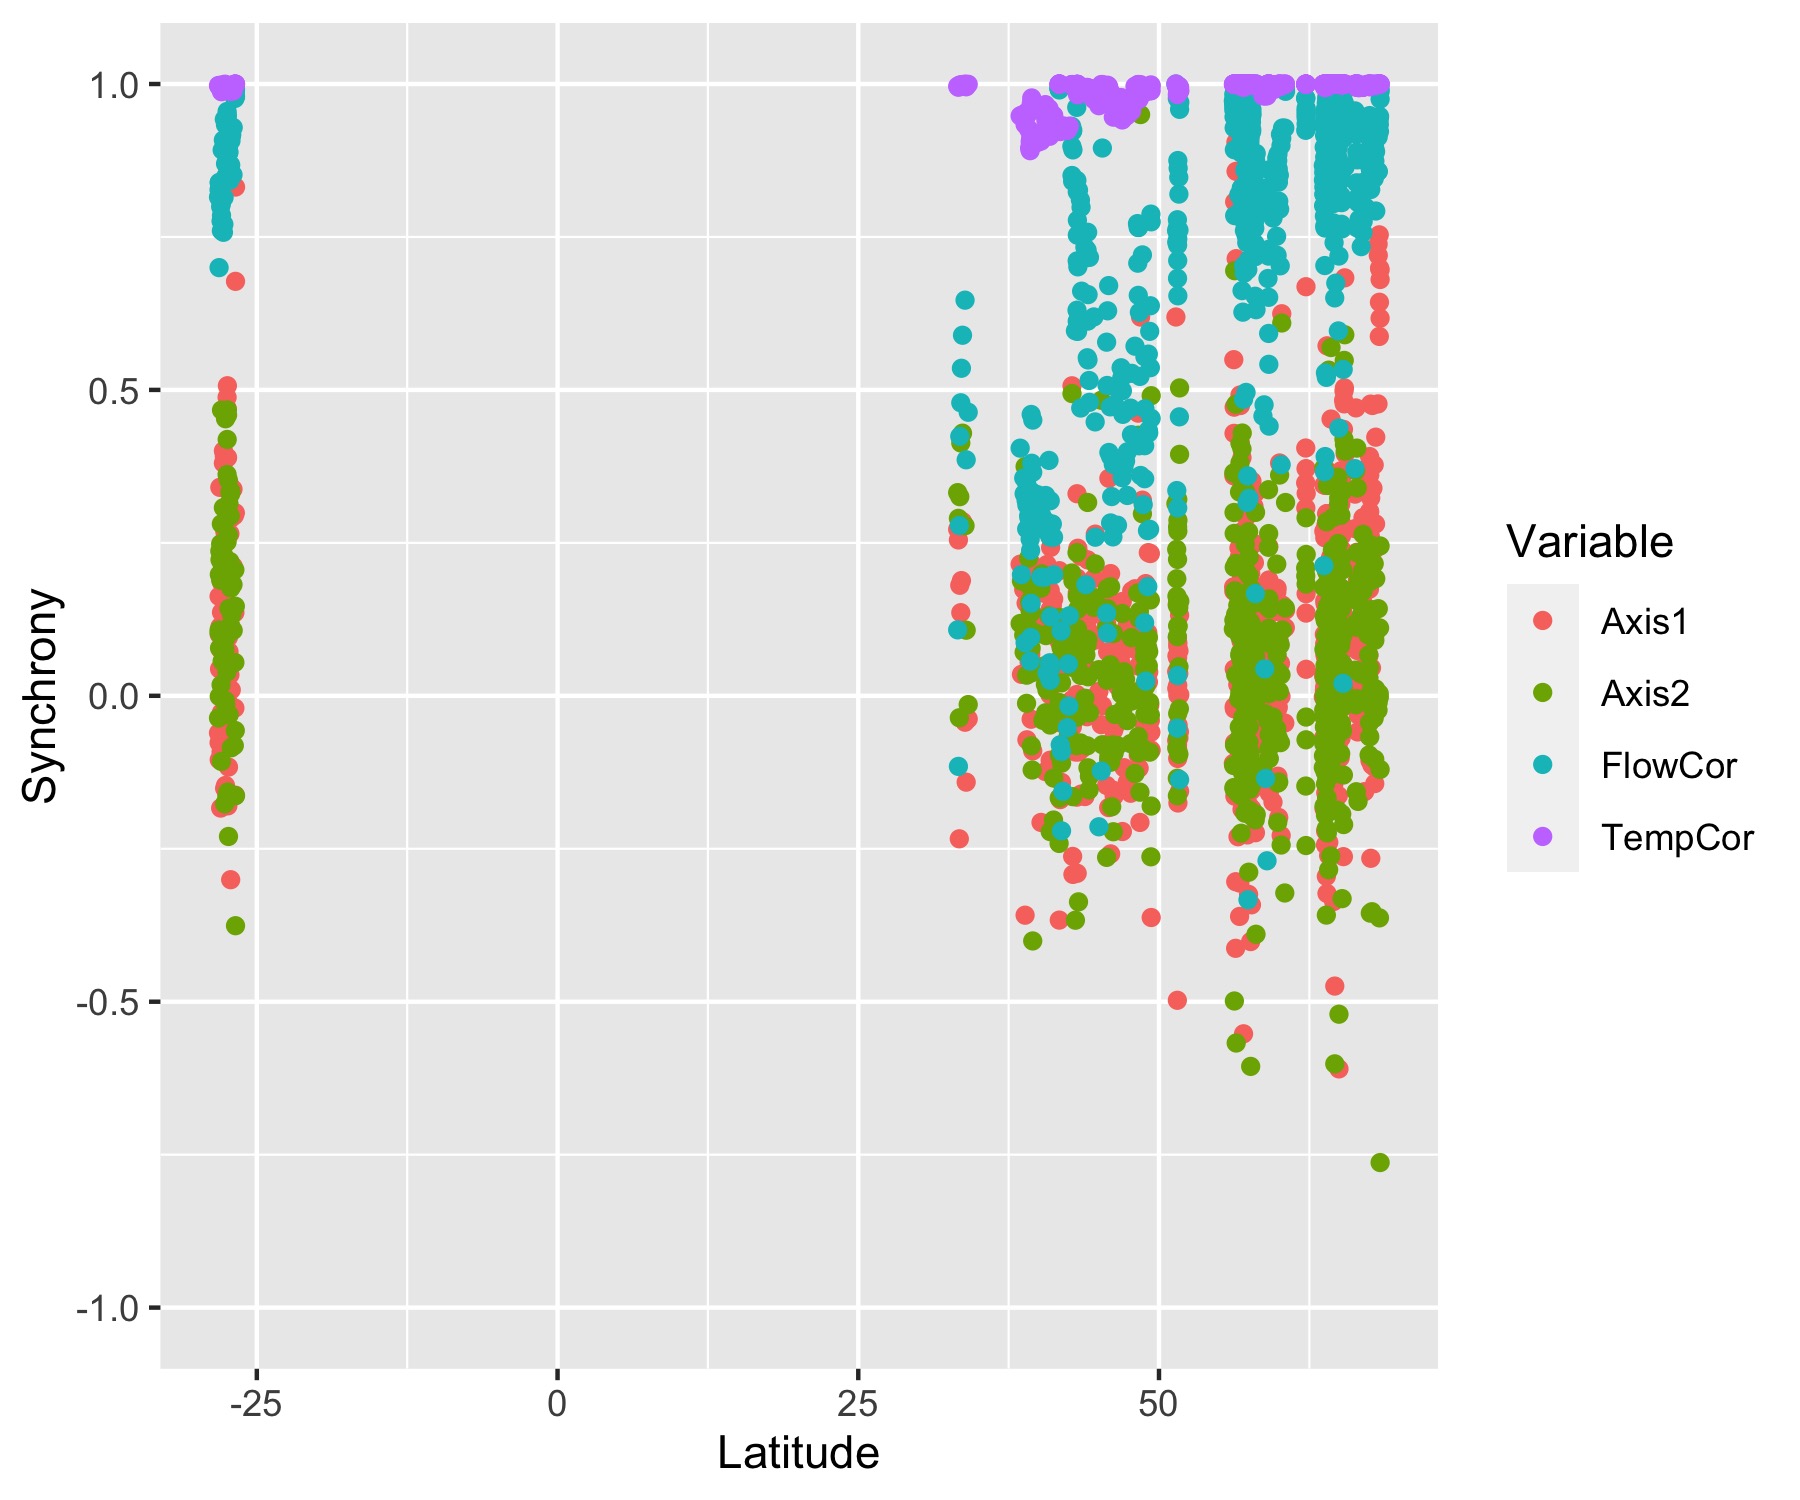 1.0
0.5
0.0
-0.5
-1.0
Synchrony
-25
0
25
50
Latitude
Variable
Axis1
Axis2
FlowCor
TempCor